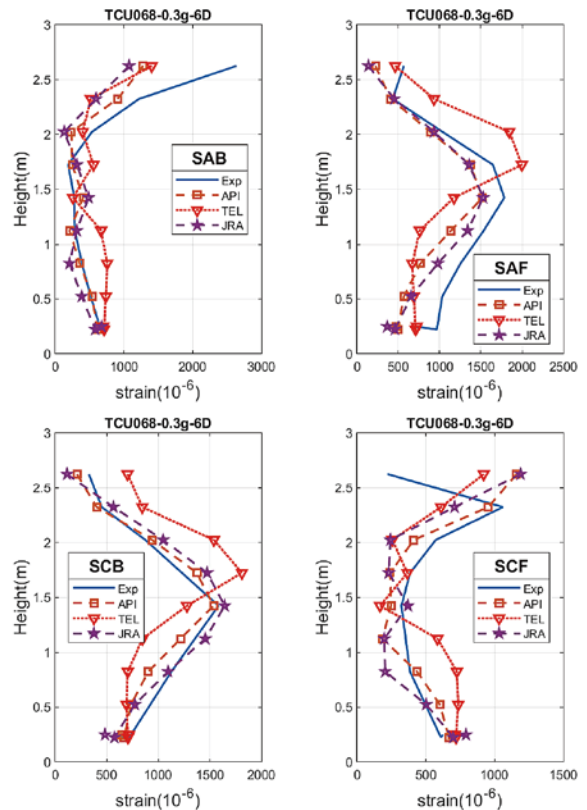 TCU068-0.3g-6D
3
2.5
2
1.5
1
0.5
0
Height(m)
SAB
Exp
API
TEL
JRA
0
1000
2000
3000
strain(10⁻⁶)
TCU068-0.3g-6D
3
2.5
2
1.5
1
0.5
0
Height(m)
SAF
Exp
API
TEL
JRA
0
500
1000
1500
2000
2500
strain(10⁻⁶)
TCU068-0.3g-6D
3
2.5
2
1.5
1
0.5
0
Height(m)
SCB
Exp
API
TEL
JRA
0
500
1000
1500
2000
strain(10⁻⁶)
TCU068-0.3g-6D
3
2.5
2
1.5
1
0.5
0
Height(m)
SCF
Exp
API
TEL
JRA
0
500
1000
1500
strain(10⁻⁶)